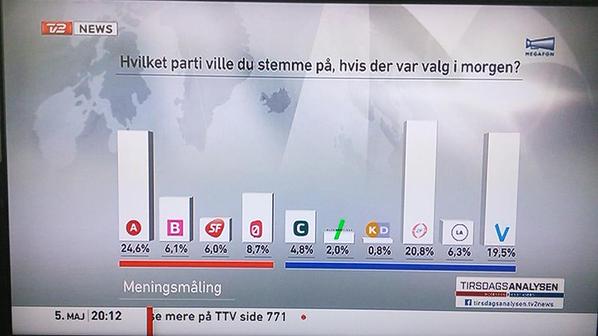 TV2 NEWS
MEGAFON
Hvilket parti ville du stemme på, hvis der var valg i morgen?
A B SF Ø C KD LA V
24,6% 6,1% 6,0% 8,7% 4,8% 2,0% 0,8% 20,8% 6,3% 19,5%
Meningsmåling
TIRSDAGSANALYSEN
tirsdagsanalysen.tv2news
5. MAJ 20:12 se mere på TTV side 771